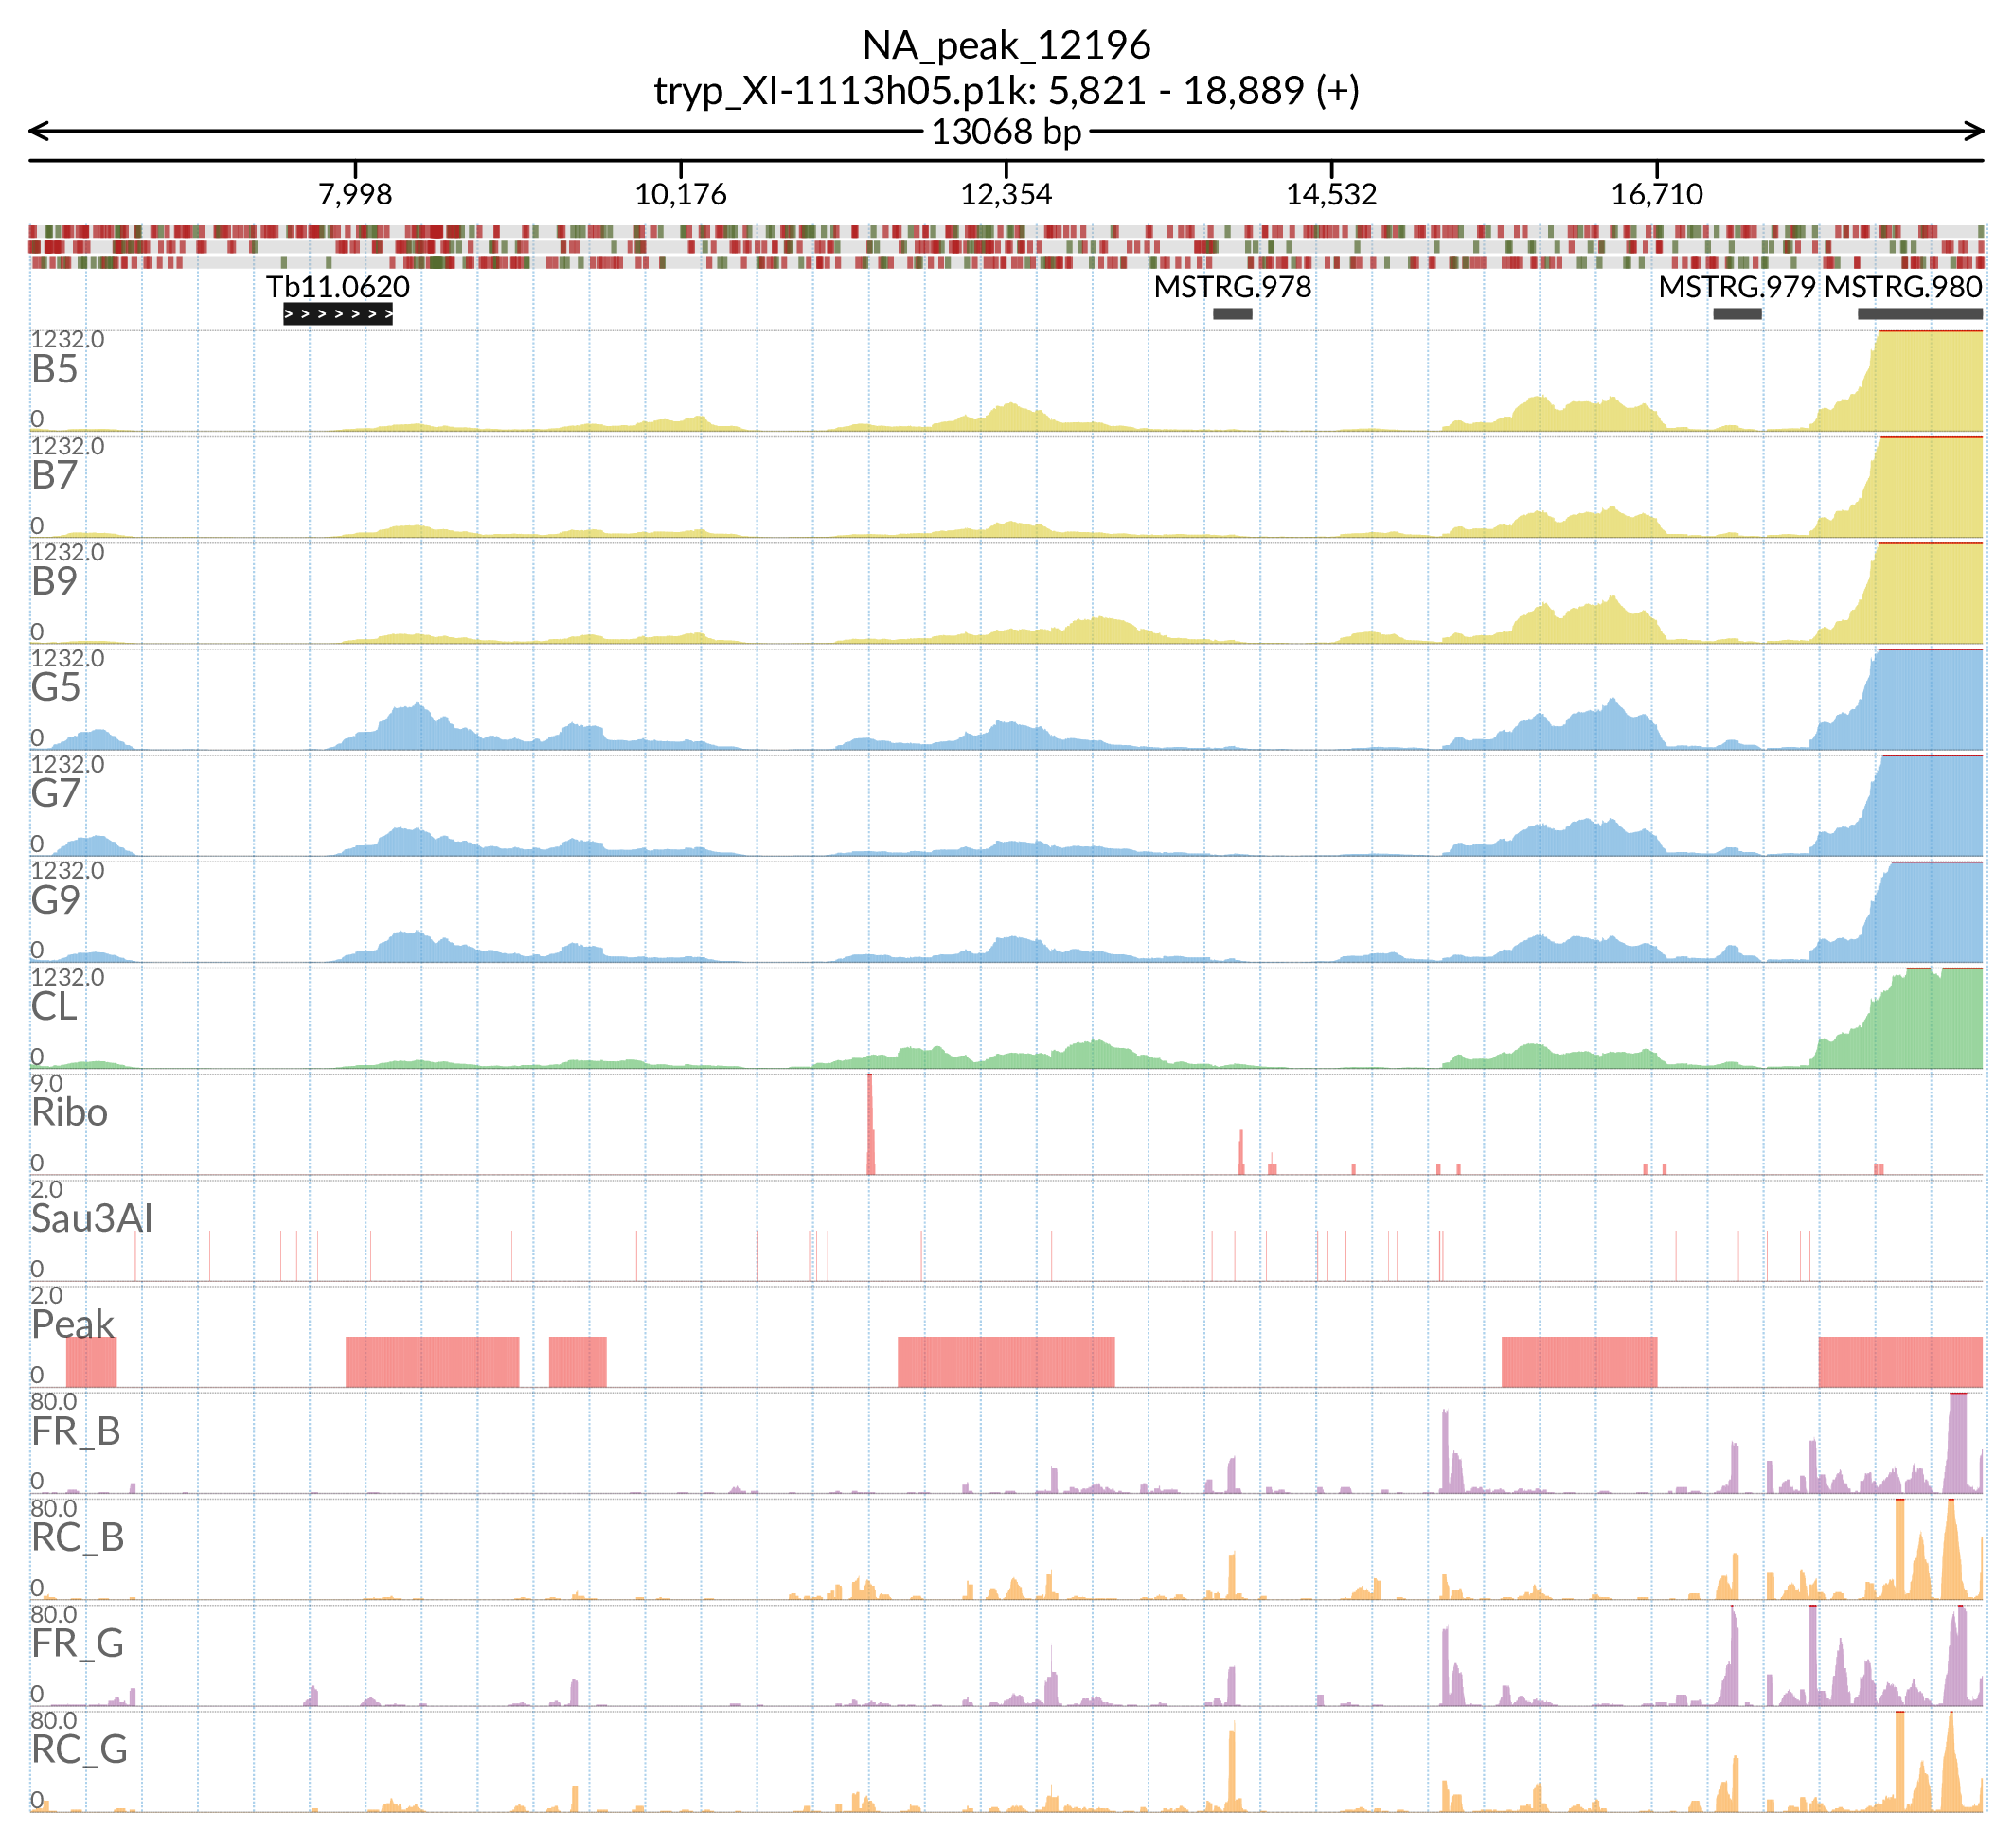 NA_peak_12196
tryp_XI-1113h05.p1k: 5,821 - 18,889 (+)
13068 bp
7,998 10,176 12,354 14,532 16,710
Tb11.0620 MSTRG.978 MSTRG.979 MSTRG.980
> > > > > > >
1232.0
B5
0
1232.0
B7
0
1232.0
B9
0
1232.0
G5
0
1232.0
G7
0
1232.0
G9
0
1232.0
CL
0
9.0
Ribo
0
2.0
Sau3AI
0
2.0
Peak
0
80.0
FR_B
0
80.0
RC_B
0
80.0
FR_G
0
80.0
RC_G
0